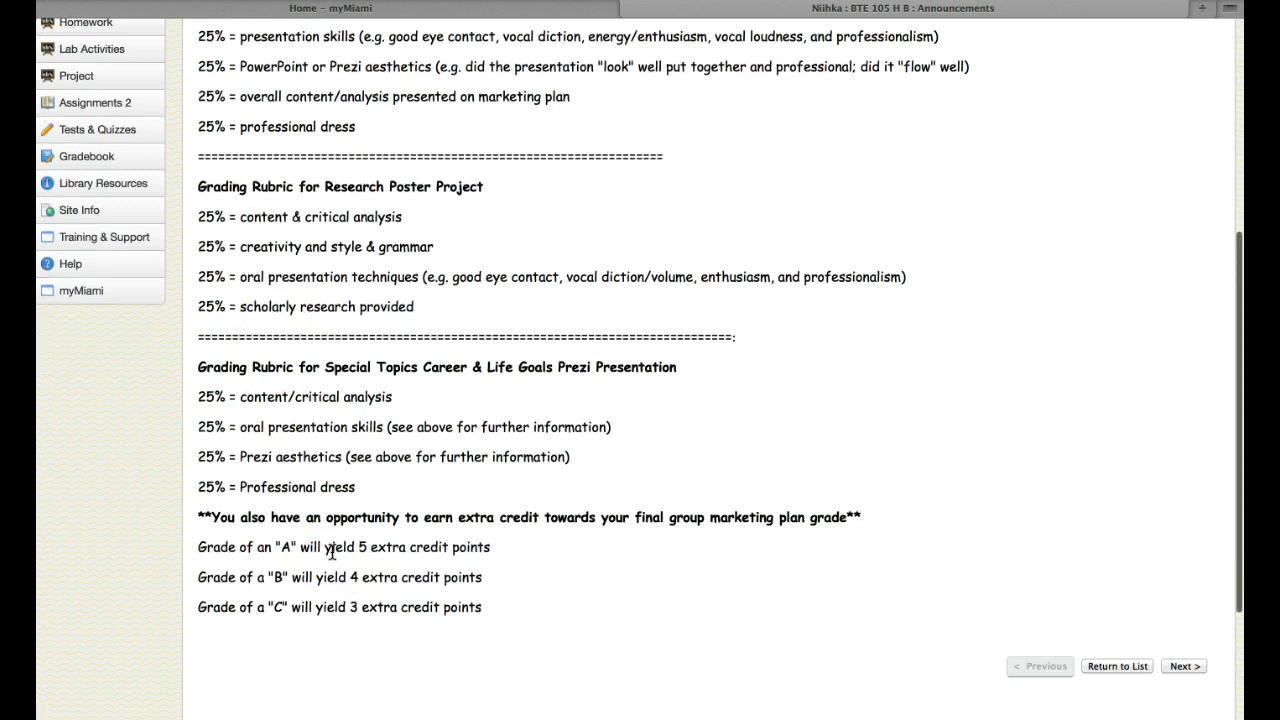 Home – myMiami
Niihka : BTE 105 H B : Announcements
Homework
Lab Activities
Project
Assignments 2
Tests & Quizzes
Gradebook
Library Resources
Site Info
Training & Support
Help
myMiami
25% = presentation skills (e.g. good eye contact, vocal diction, energy/enthusiasm, vocal loudness, and professionalism)
25% = PowerPoint or Prezi aesthetics (e.g. did the presentation "look" well put together and professional; did it "flow" well)
25% = overall content/analysis presented on marketing plan
25% = professional dress
==================================================================
Grading Rubric for Research Poster Project
25% = content & critical analysis
25% = creativity and style & grammar
25% = oral presentation techniques (e.g. good eye contact, vocal diction/volume, enthusiasm, and professionalism)
25% = scholarly research provided
============================================================================:
Grading Rubric for Special Topics Career & Life Goals Prezi Presentation
25% = content/critical analysis
25% = oral presentation skills (see above for further information)
25% = Prezi aesthetics (see above for further information)
25% = Professional dress
**You also have an opportunity to earn extra credit towards your final group marketing plan grade**
Grade of an "A" will yield 5 extra credit points
Grade of a "B" will yield 4 extra credit points
Grade of a "C" will yield 3 extra credit points
< Previous
Return to List
Next >